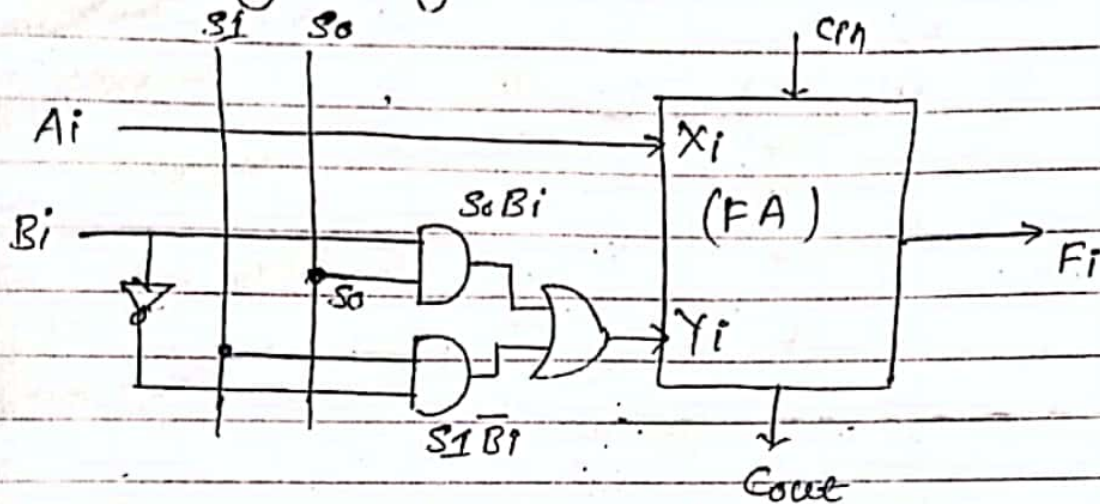 S1 S0
Cin
Ai
Xi
S0Bi
(FA)
Bi
Fi
S0
Yi
S1B̅i
Cout